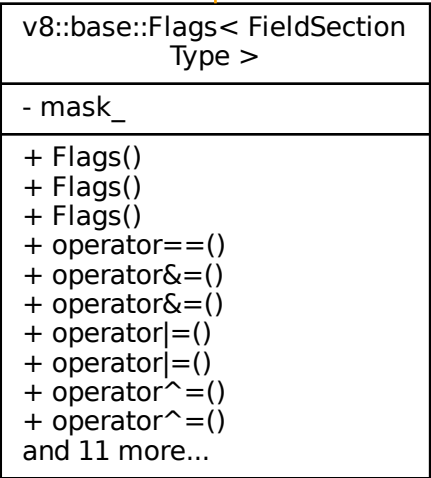 v8::base::Flags< FieldSection
Type >
- mask_
+ Flags()
+ Flags()
+ Flags()
+ operator==()
+ operator&=()
+ operator&=()
+ operator|=()
+ operator|=()
+ operator^=()
+ operator^=()
and 11 more...